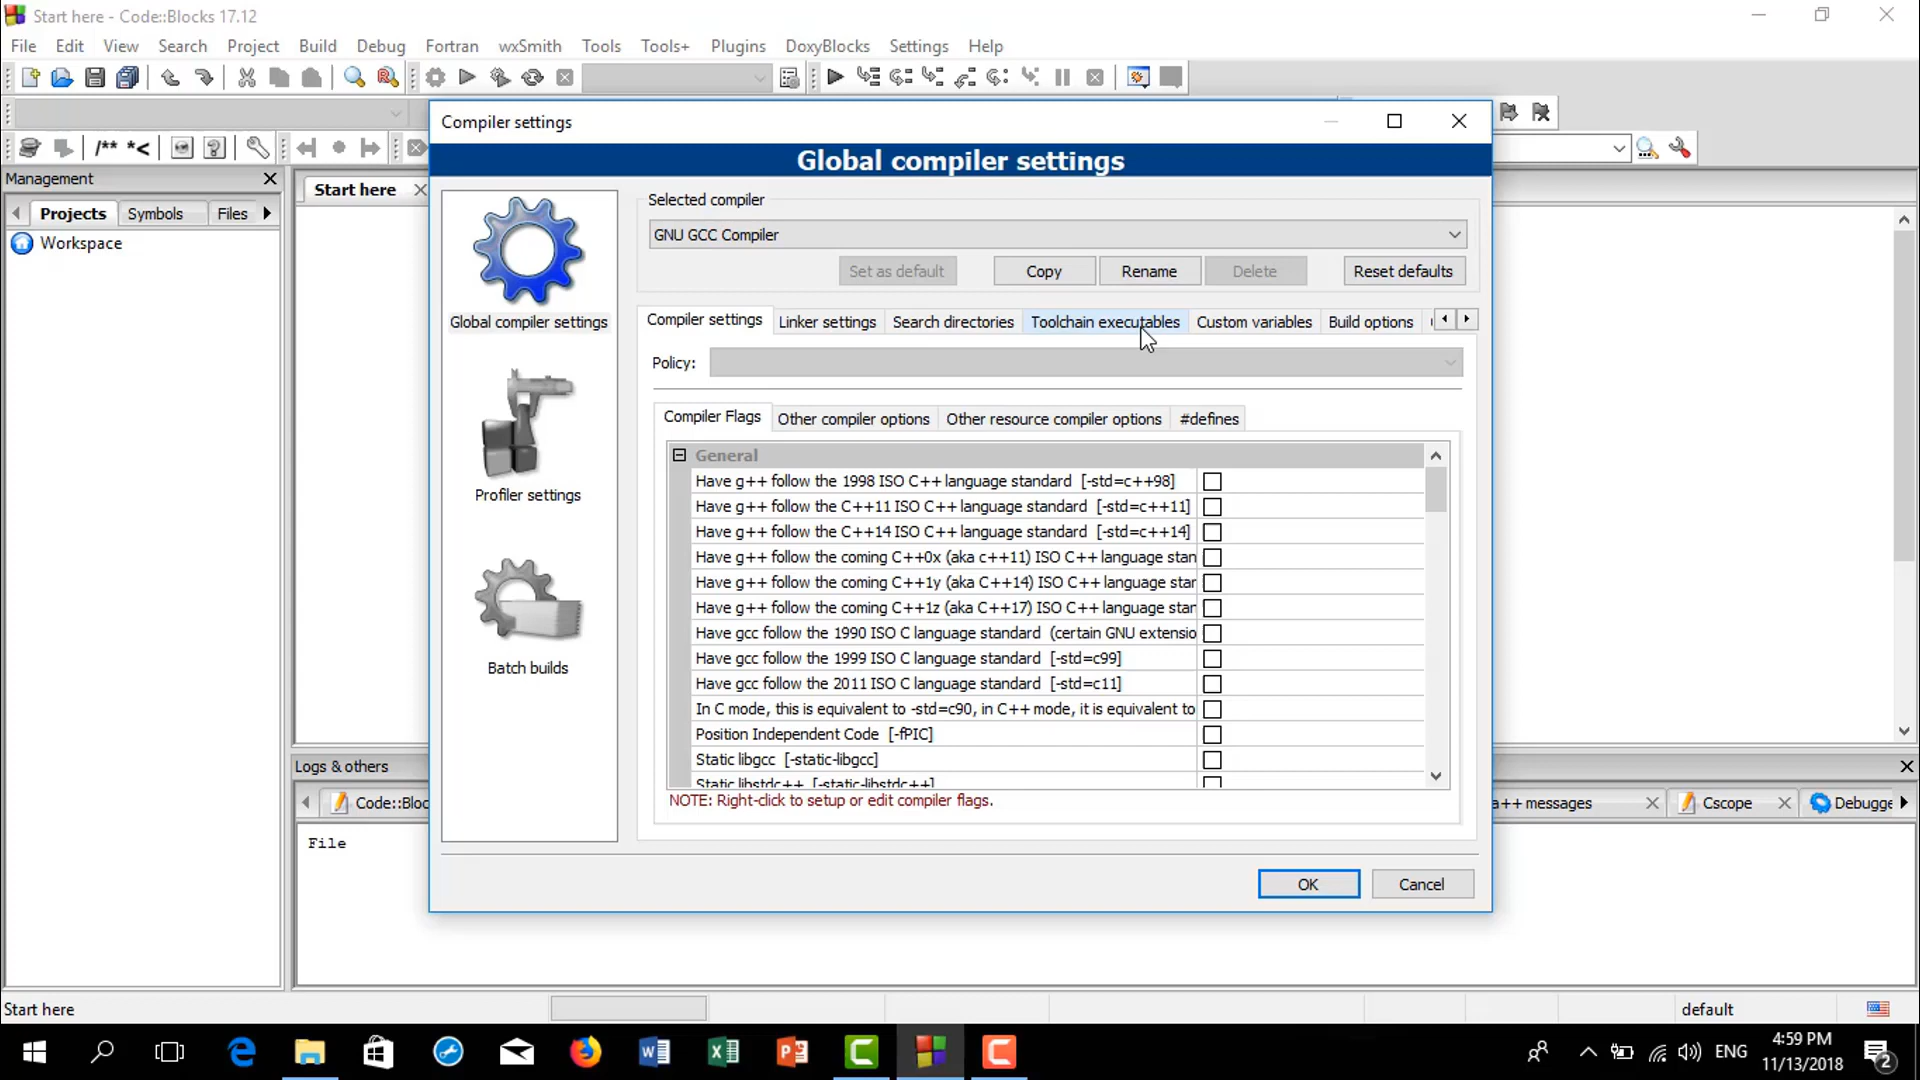 Start here - Code::Blocks 17.12
File Edit View Search Project Build Debug Fortran wxSmith Tools Tools+ Plugins DoxyBlocks Settings Help
/** *<
Management
Projects Symbols Files
Workspace
Start here
Compiler settings
Global compiler settings
Global compiler settings
Profiler settings
Batch builds
Selected compiler
GNU GCC Compiler
Set as default Copy Rename Delete Reset defaults
Compiler settings Linker settings Search directories Toolchain executables Custom variables Build options
Policy:
Compiler Flags Other compiler options Other resource compiler options #defines
General
Have g++ follow the 1998 ISO C++ language standard [-std=c++98]
Have g++ follow the C++11 ISO C++ language standard [-std=c++11]
Have g++ follow the C++14 ISO C++ language standard [-std=c++14]
Have g++ follow the coming C++0x (aka c++11) ISO C++ language stan
Have g++ follow the coming C++1y (aka C++14) ISO C++ language star
Have g++ follow the coming C++1z (aka C++17) ISO C++ language star
Have gcc follow the 1990 ISO C language standard (certain GNU extensio
Have gcc follow the 1999 ISO C language standard [-std=c99]
Have gcc follow the 2011 ISO C language standard [-std=c11]
In C mode, this is equivalent to -std=c90, in C++ mode, it is equivalent to
Position Independent Code [-fPIC]
Static libgcc [-static-libgcc]
Static libstdc++ [-static-libstdc++]
NOTE: Right-click to setup or edit compiler flags.
OK Cancel
Logs & others
Code::Bloc a++ messages Cscope Debugge
File
Start here default
ENG 4:59 PM
11/13/2018
2